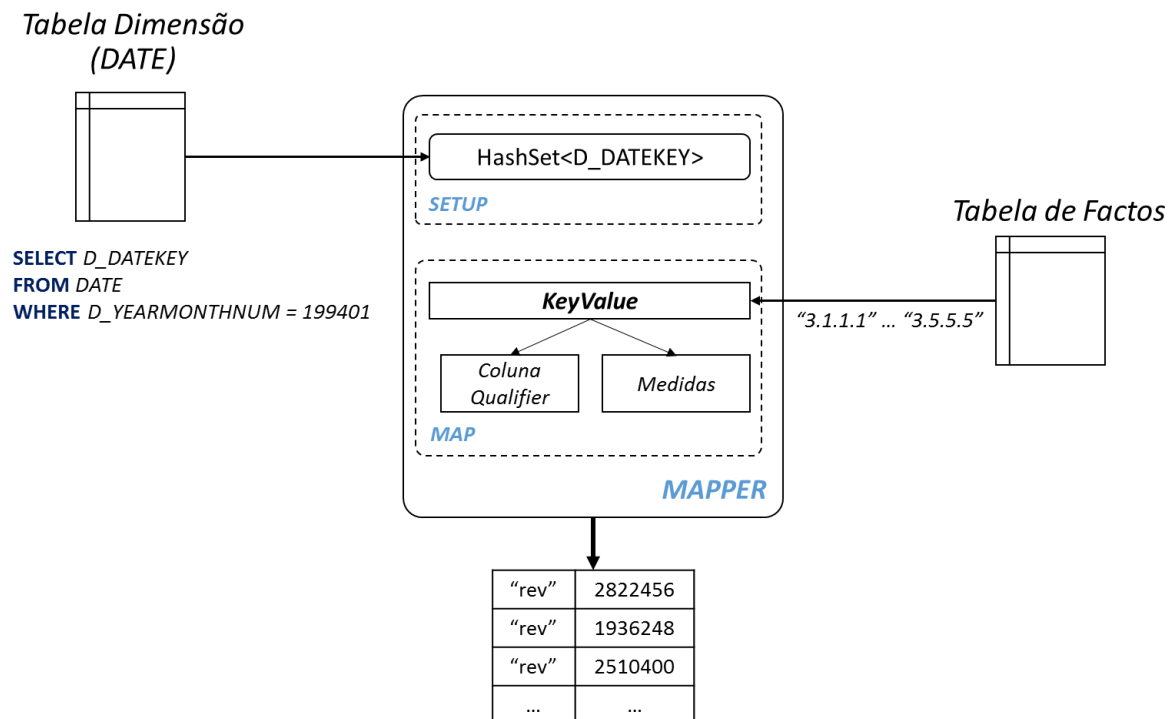 Tabela Dimensão
(DATE)
SELECT D_DATEKEY
FROM DATE
WHERE D_YEARMONTHNUM = 199401
HashSet<D_DATEKEY>
SETUP
Tabela de Factos
“3.1.1.1” ... “3.5.5.5”
KeyValue
Coluna
Qualifier
Medidas
MAP
MAPPER
“rev” 2822456
“rev” 1936248
“rev” 2510400
... ...